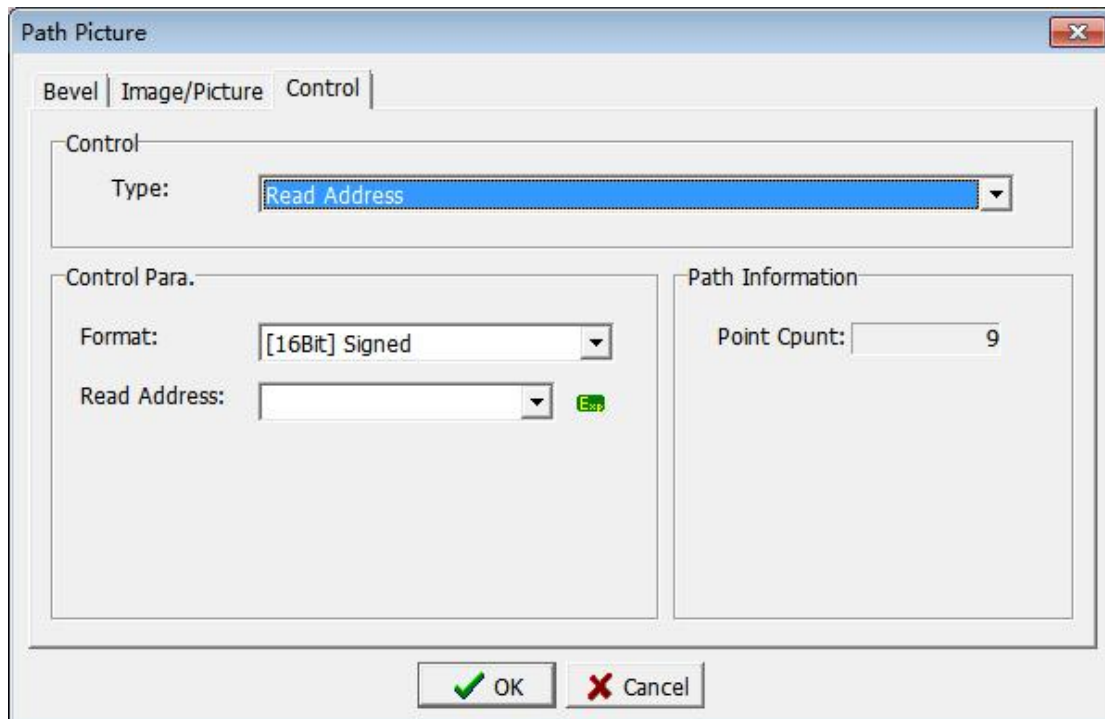 Path Picture
Bevel Image/Picture Control
Control
Type: Read Address
Control Para.
Format: [16Bit] Signed
Read Address:
Exp
Path Information
Point Cpunt: 9
OK Cancel